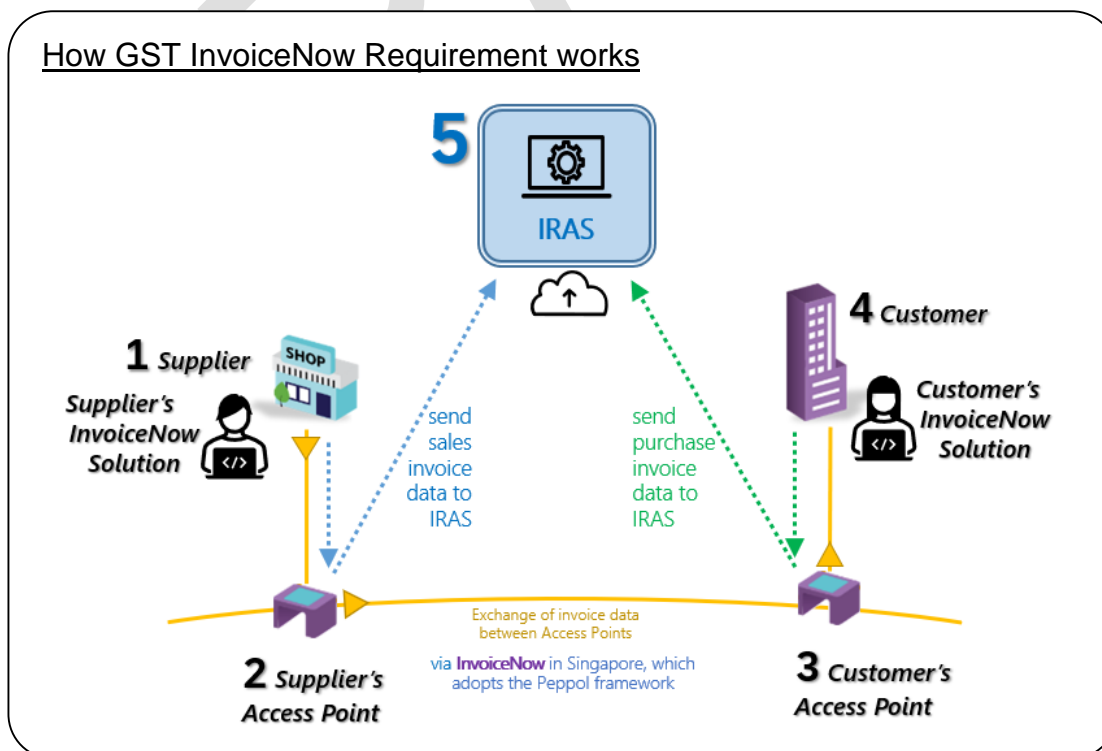 How GST InvoiceNow Requirement works
5
IRAS
1 Supplier
SHOP
Supplier's
InvoiceNow
Solution
</>
send
sales
invoice
data to
IRAS
send
purchase
invoice
data to
IRAS
4 Customer
Customer's
InvoiceNow
Solution
</>
Exchange of invoice data
between Access Points
via InvoiceNow in Singapore, which
adopts the Peppol framework
2 Supplier's
Access Point
3 Customer's
Access Point